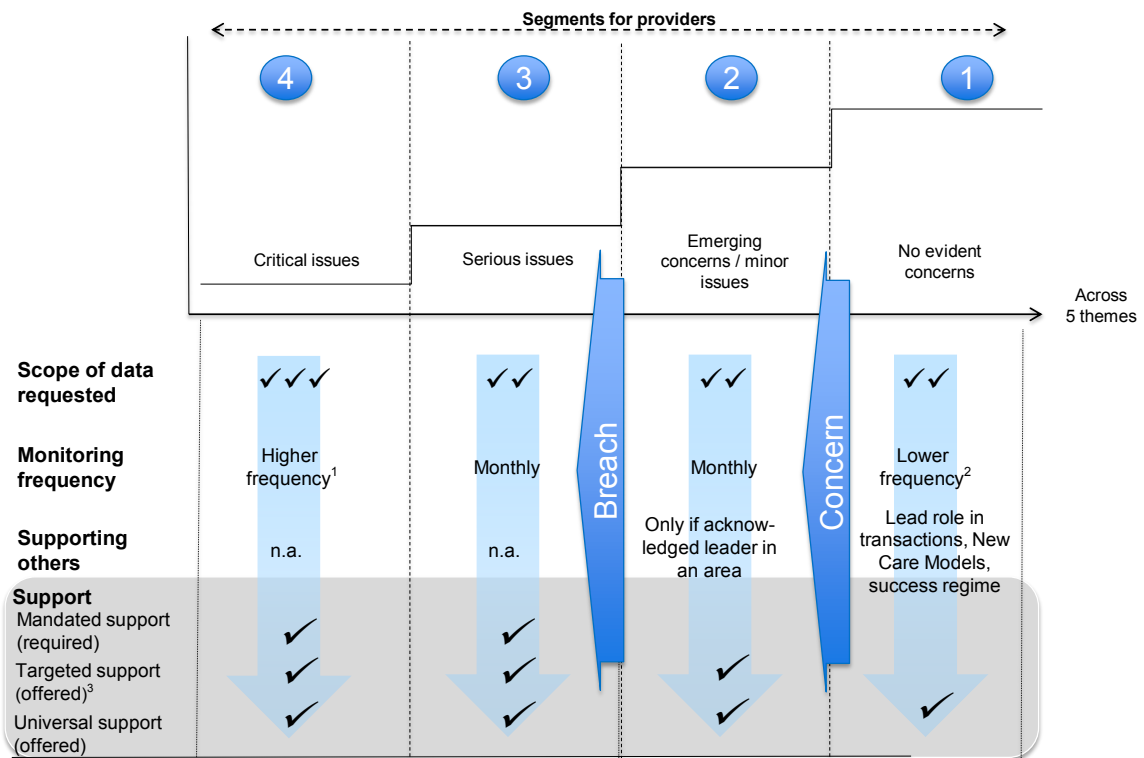 Segments for providers
4
3
2
1
Critical issues
Serious issues
Emerging
concerns / minor
issues
No evident
concerns
Across
5 themes
Scope of data
requested
✓✓✓
✓✓
✓✓
✓✓
Monitoring
frequency
Higher
frequency1
Monthly
Breach
Monthly
Concern
Lower
frequency2
Supporting
others
n.a.
n.a.
Only if acknow-
ledged leader in
an area
Lead role in
transactions, New
Care Models,
success regime
Support
Mandated support
(required)
✓
✓
Targeted support
(offered)3
✓
✓
✓
Universal support
(offered)
✓
✓
✓
✓